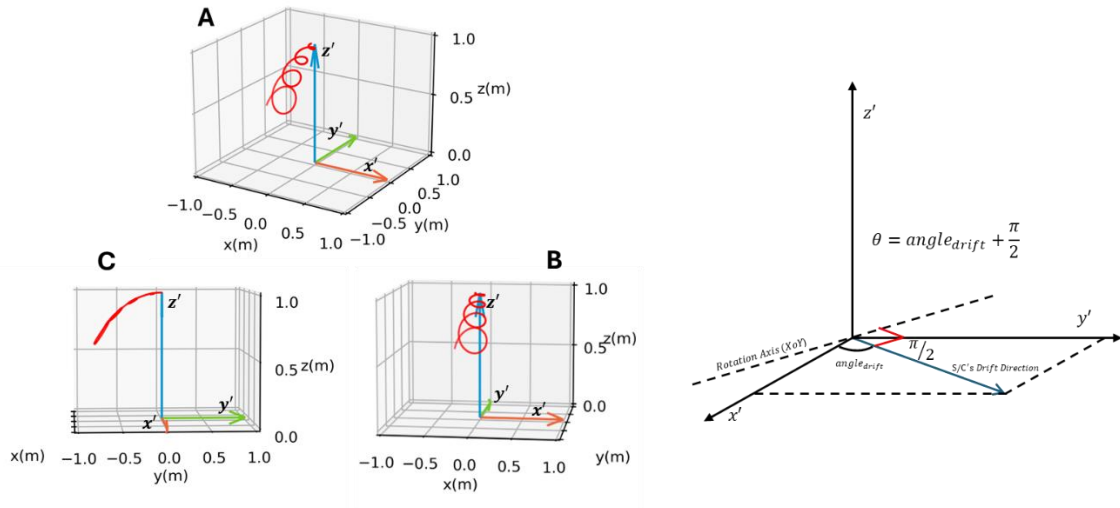 A
z'
y'
x'
1.0
0.5
z(m)
0.0
1.0
0.5
0.0
-0.5
-1.0
y(m)
-1.0
-0.5
0.0
0.5
1.0
x(m)
C
z'
y'
x'
1.0
0.5
z(m)
0.0
x(m)
-1.0 -0.5 0.0 0.5 1.0
y(m)
B
z'
y'
x'
1.0
0.5
z(m)
0.0
-1.0 -0.5 0.0 0.5 1.0
x(m)
y(m)
z'
θ = angle_drift + π/2
y'
Rotation Axis (XoY)
π/2
angle_drift
S/C's Drift Direction
x'